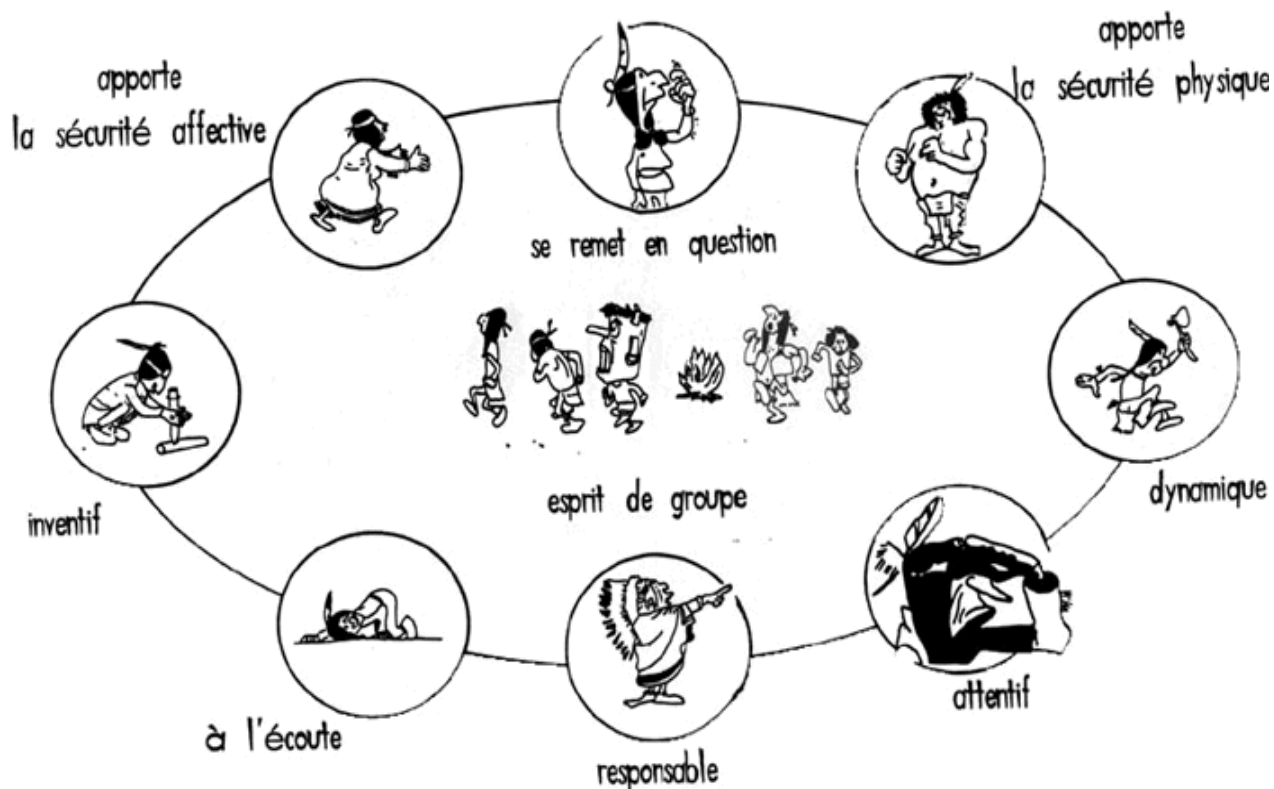 apporte
la sécurité affective
apporte
la sécurité physique
se remet en question
inventif
esprit de groupe
dynamique
à l'écoute
responsable
attentif